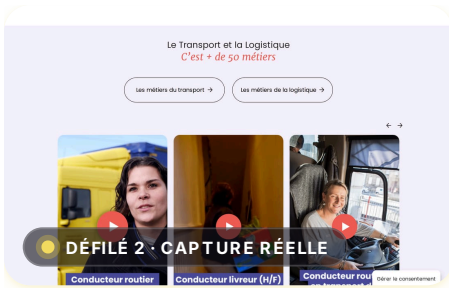 Le Transport et la Logistique
C'est + de 50 métiers
Les métiers du transport →
Les métiers de la logistique →
← →
DÉFILÉ 2 · CAPTURE RÉELLE
Conducteur routier
Conducteur livreur (H/F)
Conducteur
Gérer le consentement